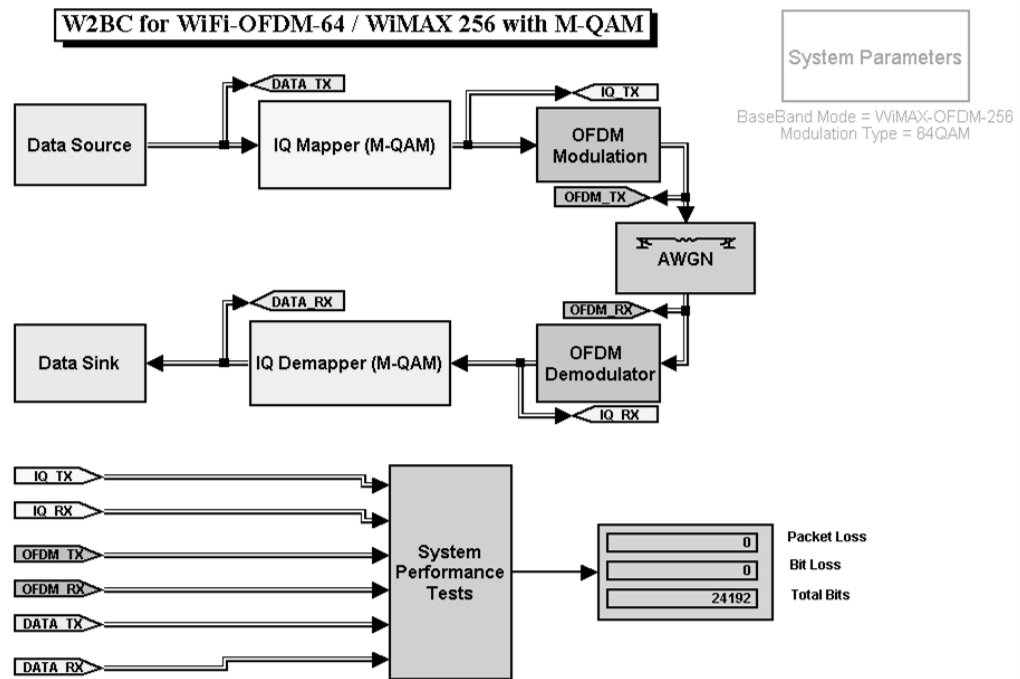 W2BC for WiFi-OFDM-64 / WiMAX 256 with M-QAM
System Parameters
BaseBand Mode = WiMAX-OFDM-256
Modulation Type = 64QAM
DATA_TX
IQ_TX
Data Source
IQ Mapper (M-QAM)
OFDM
Modulation
OFDM_TX
AWGN
DATA_RX
OFDM_RX
Data Sink
IQ Demapper (M-QAM)
OFDM
Demodulator
IQ_RX
IQ_TX
IQ_RX
OFDM_TX
OFDM_RX
DATA_TX
DATA_RX
System
Performance
Tests
0
Packet Loss
0
Bit Loss
24192
Total Bits